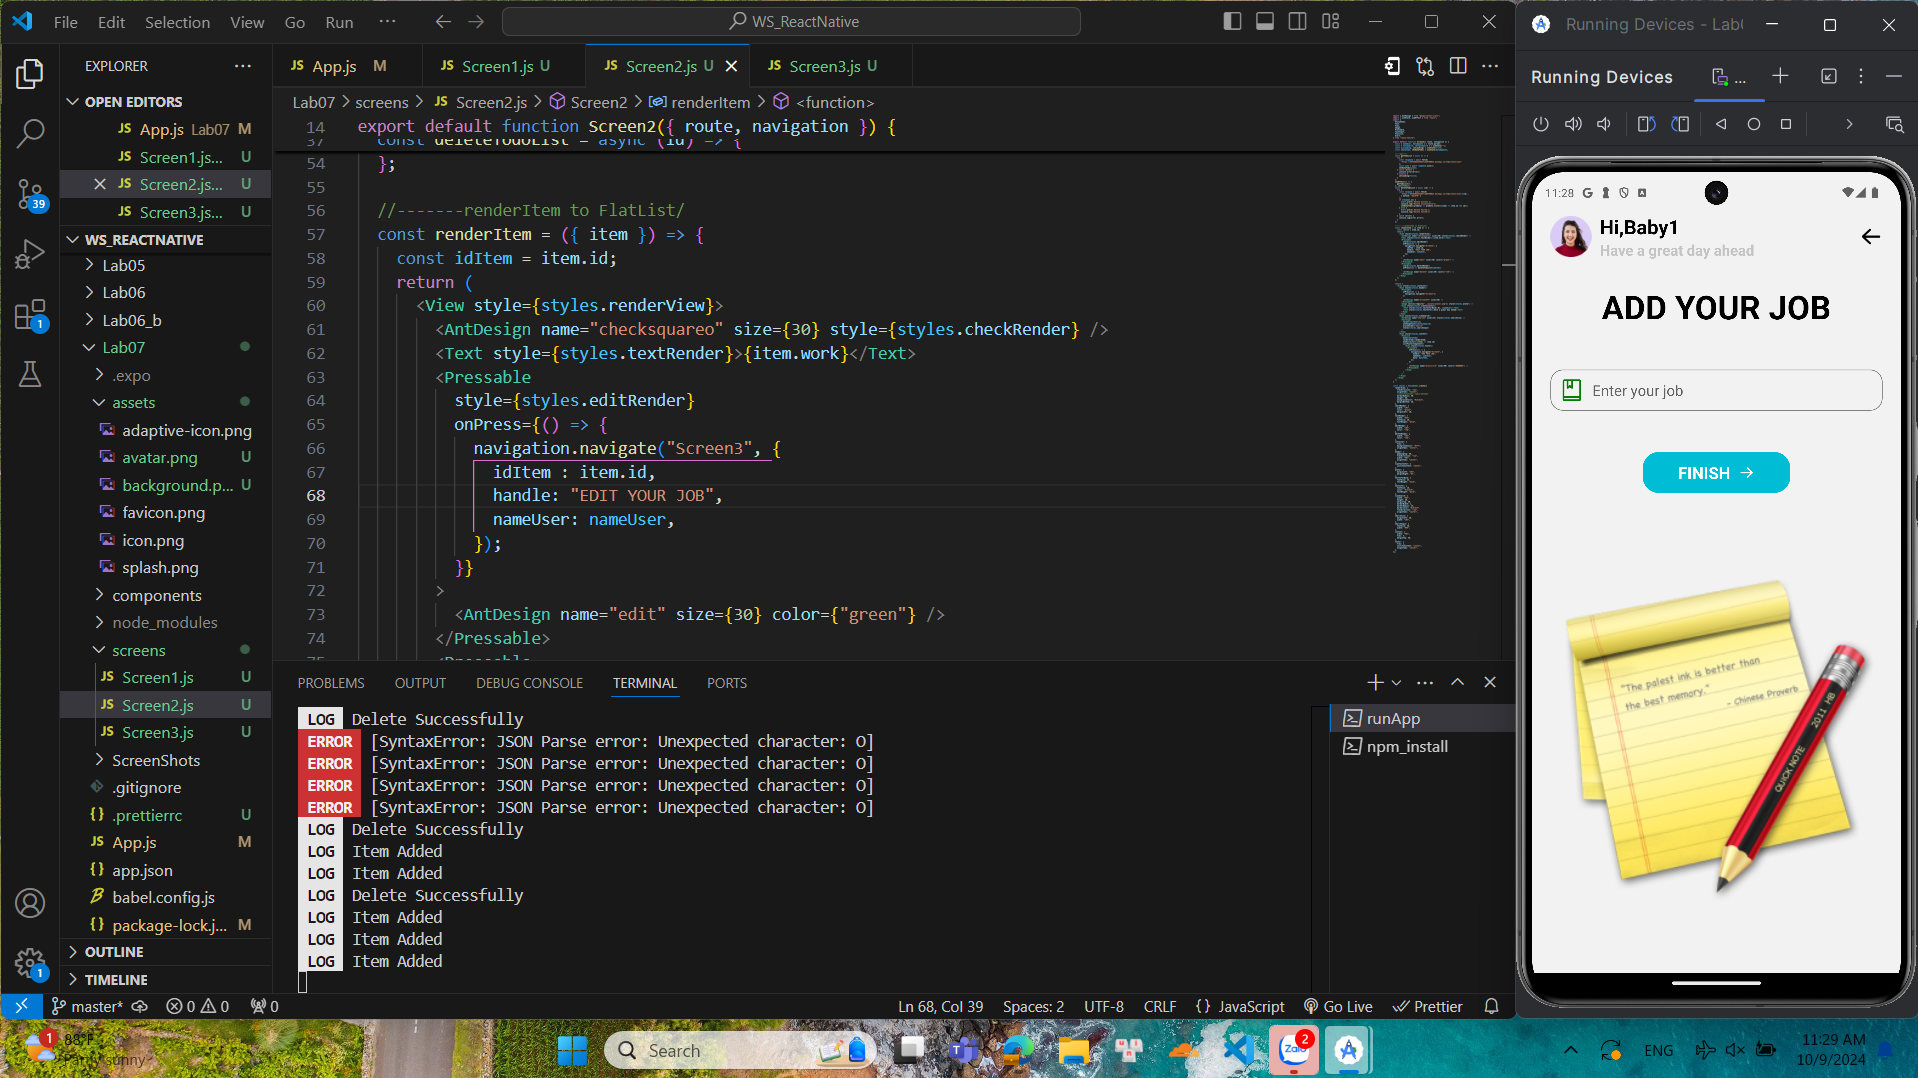 File Edit Selection View Go Run ··· WS_ReactNative
EXPLORER
OPEN EDITORS
JS App.js Lab07 M
JS Screen1.js... U
JS Screen2.js... U
JS Screen3.js... U
WS_REACTNATIVE
Lab05
Lab06
Lab06_b
Lab07
.expo
assets
adaptive-icon.png
avatar.png U
background.p... U
favicon.png
icon.png
splash.png
components
node_modules
screens
JS Screen1.js U
JS Screen2.js U
JS Screen3.js U
ScreenShots
.gitignore
{} .prettierrc U
JS App.js M
{} app.json
babel.config.js
{} package-lock.j... M
OUTLINE
TIMELINE
39
1
1
JS App.js M JS Screen1.js U JS Screen2.js U JS Screen3.js U
Lab07 > screens > JS Screen2.js > Screen2 > renderItem > <function>
14 export default function Screen2({ route, navigation }) {
37 const deleteTodoList = async (id) => {
54 };
55
56 //-------renderItem to FlatList/
57 const renderItem = ({ item }) => {
58 const idItem = item.id;
59 return (
60 <View style={styles.renderView}>
61 <AntDesign name="checksquareo" size={30} style={styles.checkRender} />
62 <Text style={styles.textRender}>{item.work}</Text>
63 <Pressable
64 style={styles.editRender}
65 onPress={() => {
66 navigation.navigate("Screen3", {
67 idItem : item.id,
68 handle: "EDIT YOUR JOB",
69 nameUser: nameUser,
70 });
71 }}
72 >
73 <AntDesign name="edit" size={30} color={"green"} />
74 </Pressable>
PROBLEMS OUTPUT DEBUG CONSOLE TERMINAL PORTS
LOG Delete Successfully
ERROR [SyntaxError: JSON Parse error: Unexpected character: O]
ERROR [SyntaxError: JSON Parse error: Unexpected character: O]
ERROR [SyntaxError: JSON Parse error: Unexpected character: O]
ERROR [SyntaxError: JSON Parse error: Unexpected character: O]
LOG Delete Successfully
LOG Item Added
LOG Item Added
LOG Delete Successfully
LOG Item Added
LOG Item Added
LOG Item Added
runApp
npm_install
master* 0 0 0 Ln 68, Col 39 Spaces: 2 UTF-8 CRLF {} JavaScript Go Live Prettier
Running Devices - Lab0
Running Devices
...
11:28 G
Hi,Baby1
Have a great day ahead
ADD YOUR JOB
Enter your job
FINISH →
"The palest ink is better than
the best memory."
- Chinese Proverb
2011 HB
QUICK NOTE
1 88°F
Partly sunny
Search
Zalo
2
ENG
11:29 AM
10/9/2024